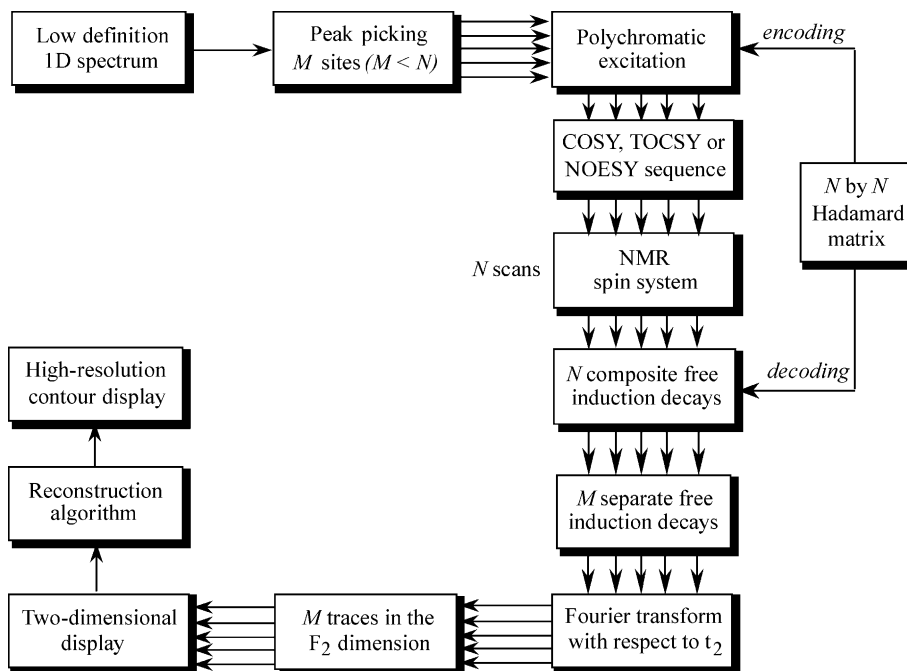 Low definition
1D spectrum
Peak picking
M sites (M < N)
Polychromatic
excitation
encoding
COSY, TOCSY or
NOESY sequence
N by N
Hadamard
matrix
N scans
NMR
spin system
High-resolution
contour display
N composite free
induction decays
decoding
Reconstruction
algorithm
M separate free
induction decays
Two-dimensional
display
M traces in the
F₂ dimension
Fourier transform
with respect to t₂